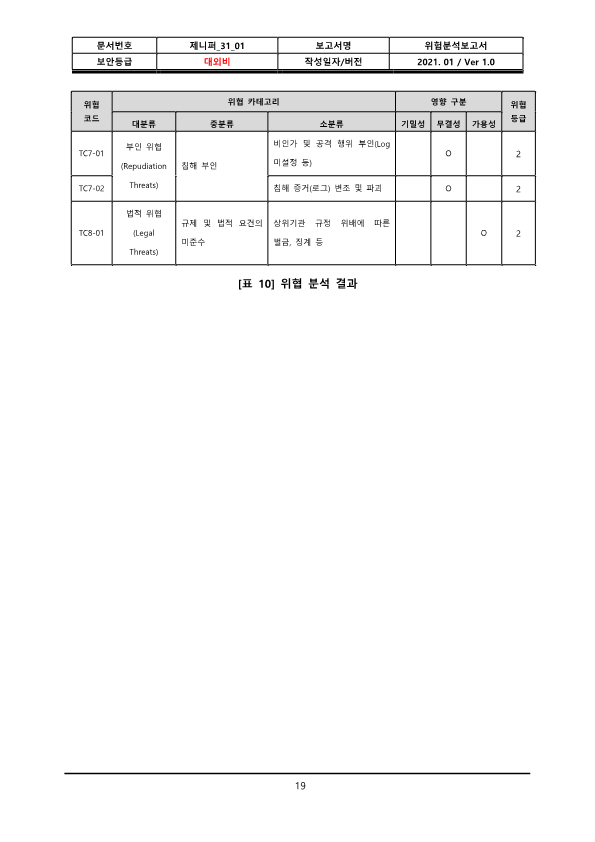 문서번호 제니퍼_31_01 보고서명 위험분석보고서
보안등급 대외비 작성일자/버전 2021. 01 / Ver 1.0
위협 코드 위협 카테고리 영향 구분 위협 등급
대분류 중분류 소분류 기밀성 무결성 가용성
TC7-01 부인 위협 (Repudiation Threats) 침해 부인 비인가 및 공격 행위 부인(Log 미설정 등) O 2
TC7-02 침해 증거(로그) 변조 및 파괴 O 2
TC8-01 법적 위협 (Legal Threats) 규제 및 법적 요건의 미준수 상위기관 규정 위배에 따른 벌금, 징계 등 O 2
[표 10] 위협 분석 결과
19